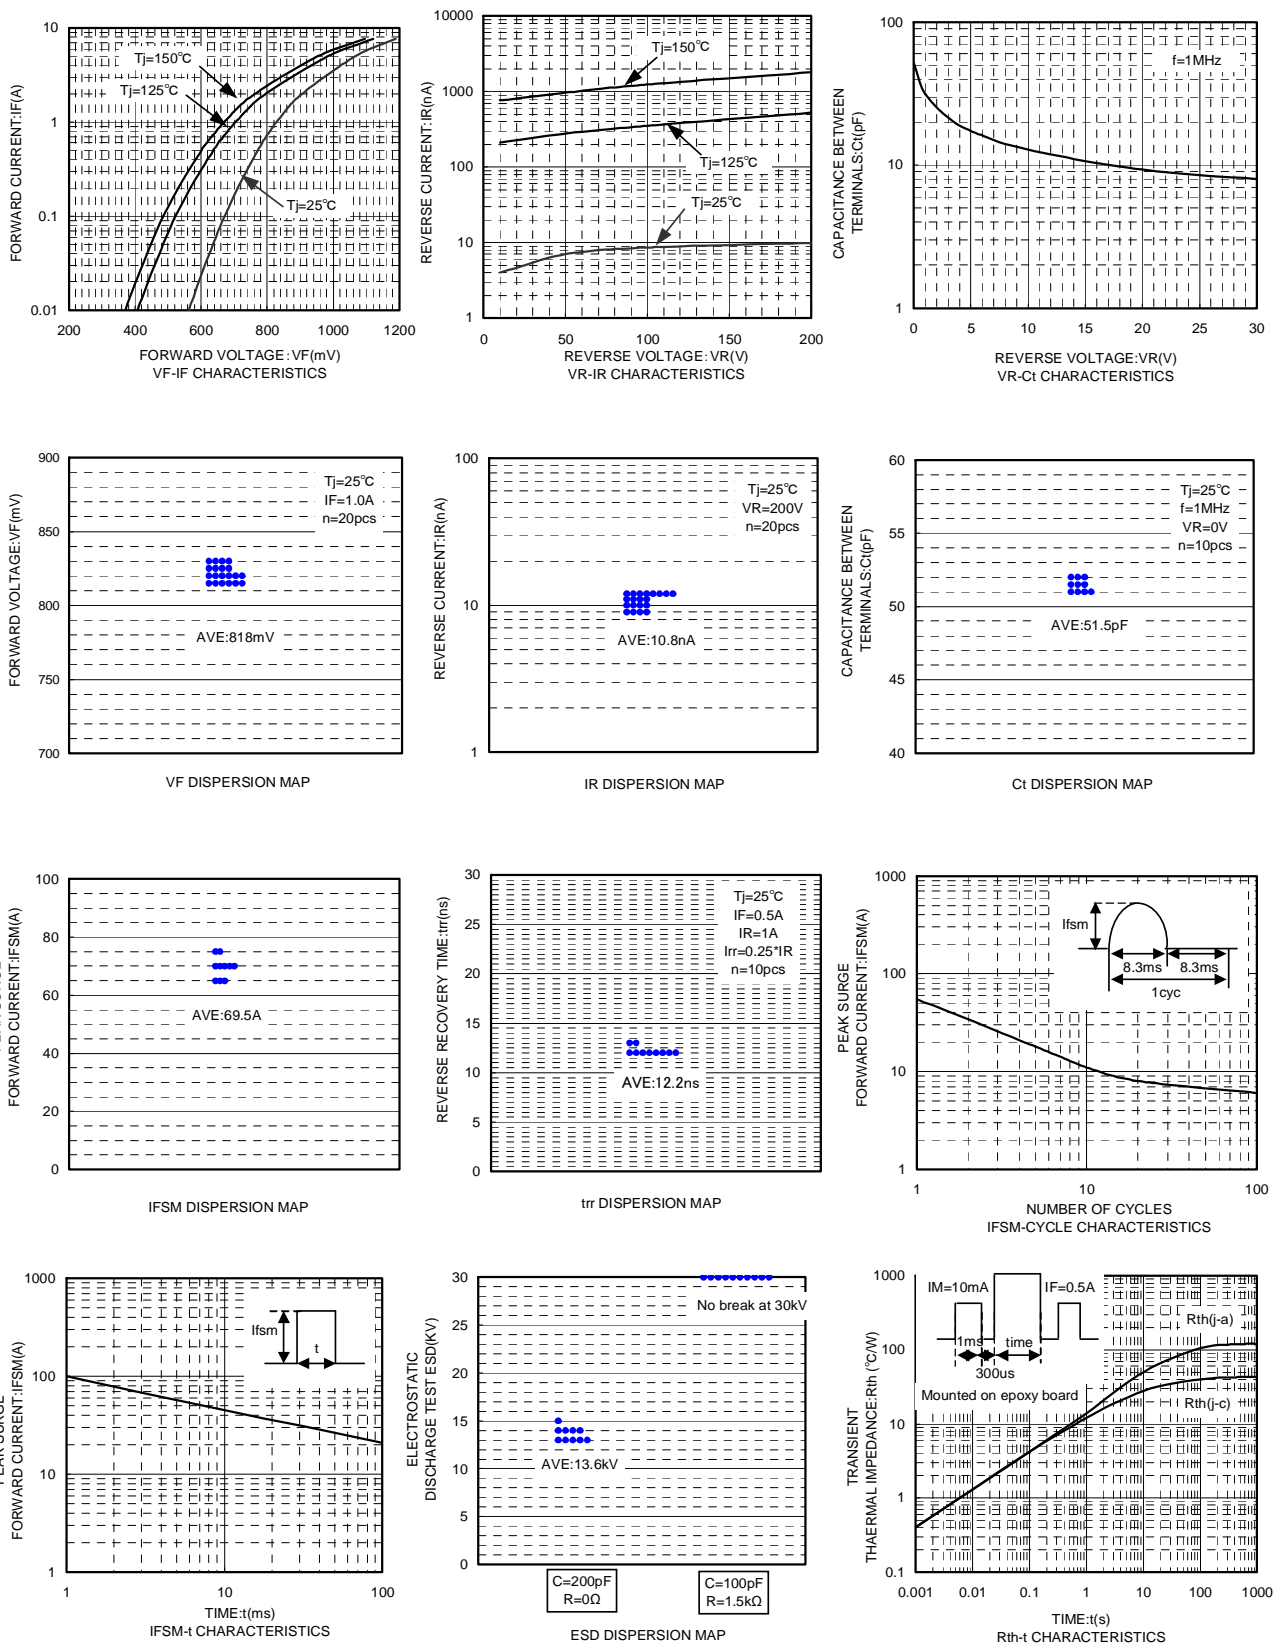 10
1
0.1
0.01
200
400
600
800
1000
1200
FORWARD CURRENT:IF(A)
Tj=150℃
Tj=125℃
Tj=25℃
FORWARD VOLTAGE:VF(mV)
VF-IF CHARACTERISTICS
10000
1000
100
10
1
0
50
100
150
200
REVERSE CURRENT:IR(nA)
Tj=150℃
Tj=125℃
Tj=25℃
REVERSE VOLTAGE:VR(V)
VR-IR CHARACTERISTICS
100
10
1
0
5
10
15
20
25
30
CAPACITANCE BETWEEN
TERMINALS:Ct(pF)
f=1MHz
REVERSE VOLTAGE:VR(V)
VR-Ct CHARACTERISTICS
900
850
800
750
700
FORWARD VOLTAGE:VF(mV)
Tj=25℃
IF=1.0A
n=20pcs
AVE:818mV
VF DISPERSION MAP
100
10
1
REVERSE CURRENT:IR(nA)
Tj=25℃
VR=200V
n=20pcs
AVE:10.8nA
IR DISPERSION MAP
60
55
50
45
40
CAPACITANCE BETWEEN
TERMINALS:Ct(pF)
Tj=25℃
f=1MHz
VR=0V
n=10pcs
AVE:51.5pF
Ct DISPERSION MAP
100
80
60
40
20
0
FORWARD CURRENT:IFSM(A)
AVE:69.5A
IFSM DISPERSION MAP
30
25
20
15
10
5
0
REVERSE RECOVERY TIME:trr(ns)
Tj=25℃
IF=0.5A
IR=1A
Irr=0.25*IR
n=10pcs
AVE:12.2ns
trr DISPERSION MAP
1000
100
10
1
1
10
100
PEAK SURGE
FORWARD CURRENT:IFSM(A)
Ifsm
8.3ms
8.3ms
1cyc
NUMBER OF CYCLES
IFSM-CYCLE CHARACTERISTICS
1000
100
10
1
1
10
100
FORWARD CURRENT:IFSM(A)
Ifsm
t
TIME:t(ms)
IFSM-t CHARACTERISTICS
30
25
20
15
10
5
0
ELECTROSTATIC
DISCHARGE TEST ESD(KV)
No break at 30kV
AVE:13.6kV
C=200pF
R=0Ω
C=100pF
R=1.5kΩ
ESD DISPERSION MAP
1000
100
10
1
0.1
0.001
0.01
0.1
1
10
100
1000
TRANSIENT
THAERMAL IMPEDANCE:Rth (℃/W)
IM=10mA
IF=0.5A
1ms
time
300us
Mounted on epoxy board
Rth(j-a)
Rth(j-c)
TIME:t(s)
Rth-t CHARACTERISTICS